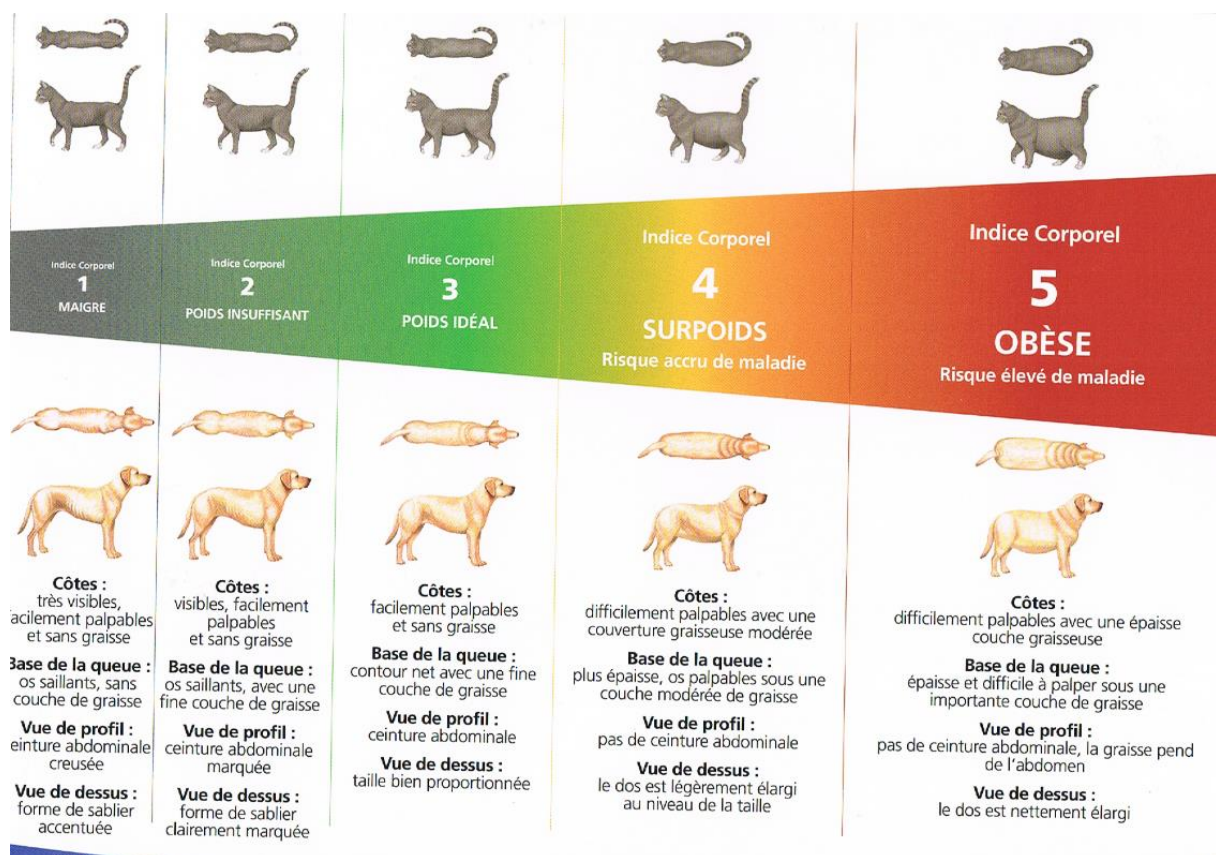 Indice Corporel
1
MAIGRE
Indice Corporel
2
POIDS INSUFFISANT
Indice Corporel
3
POIDS IDÉAL
Indice Corporel
4
SURPOIDS
Risque accru de maladie
Indice Corporel
5
OBÈSE
Risque élevé de maladie
Côtes :
très visibles,
acilement palpables
et sans graisse
Base de la queue :
os saillants, sans
couche de graisse
Vue de profil :
einture abdominale
creusée
Vue de dessus :
forme de sablier
accentuée
Côtes :
visibles, facilement
palpables
et sans graisse
Base de la queue :
os saillants, avec une
fine couche de graisse
Vue de profil :
ceinture abdominale
marquée
Vue de dessus :
forme de sablier
clairement marquée
Côtes :
facilement palpables
et sans graisse
Base de la queue :
contour net avec une fine
couche de graisse
Vue de profil :
ceinture abdominale
Vue de dessus :
taille bien proportionnée
Côtes :
difficilement palpables avec une
couverture graisseuse modérée
Base de la queue :
plus épaisse, os palpables sous une
couche modérée de graisse
Vue de profil :
pas de ceinture abdominale
Vue de dessus :
le dos est légèrement élargi
au niveau de la taille
Côtes :
difficilement palpables avec une épaisse
couche graisseuse
Base de la queue :
épaisse et difficile à palper sous une
importante couche de graisse
Vue de profil :
pas de ceinture abdominale, la graisse pend
de l'abdomen
Vue de dessus :
le dos est nettement élargi